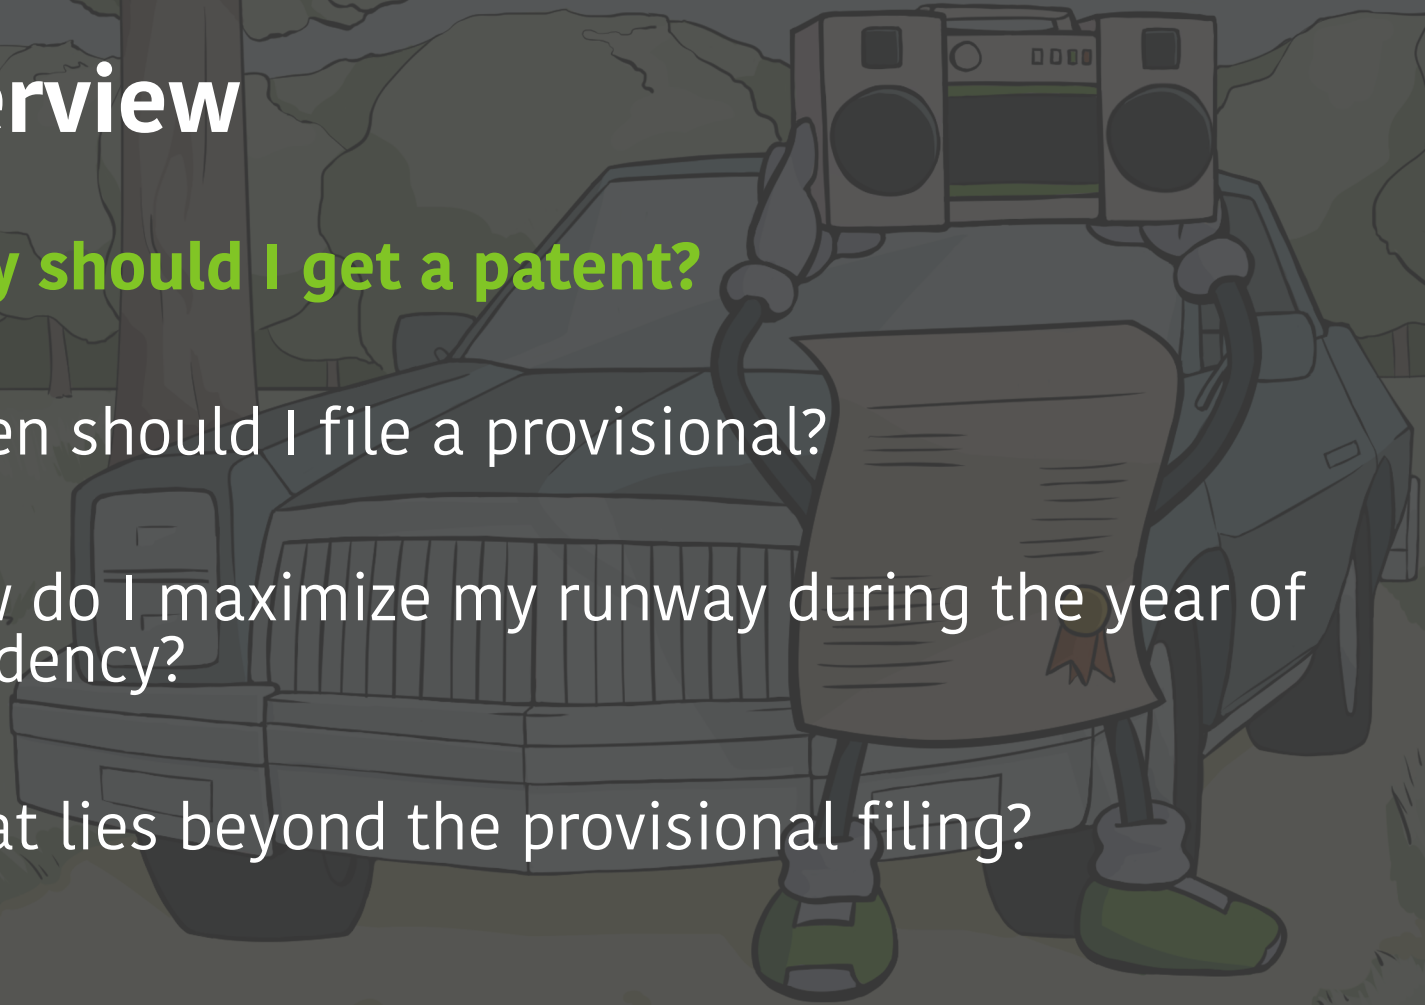 erview
y should I get a patent?
en should I file a provisional?
w do I maximize my runway during the year of
dency?
at lies beyond the provisional filing?